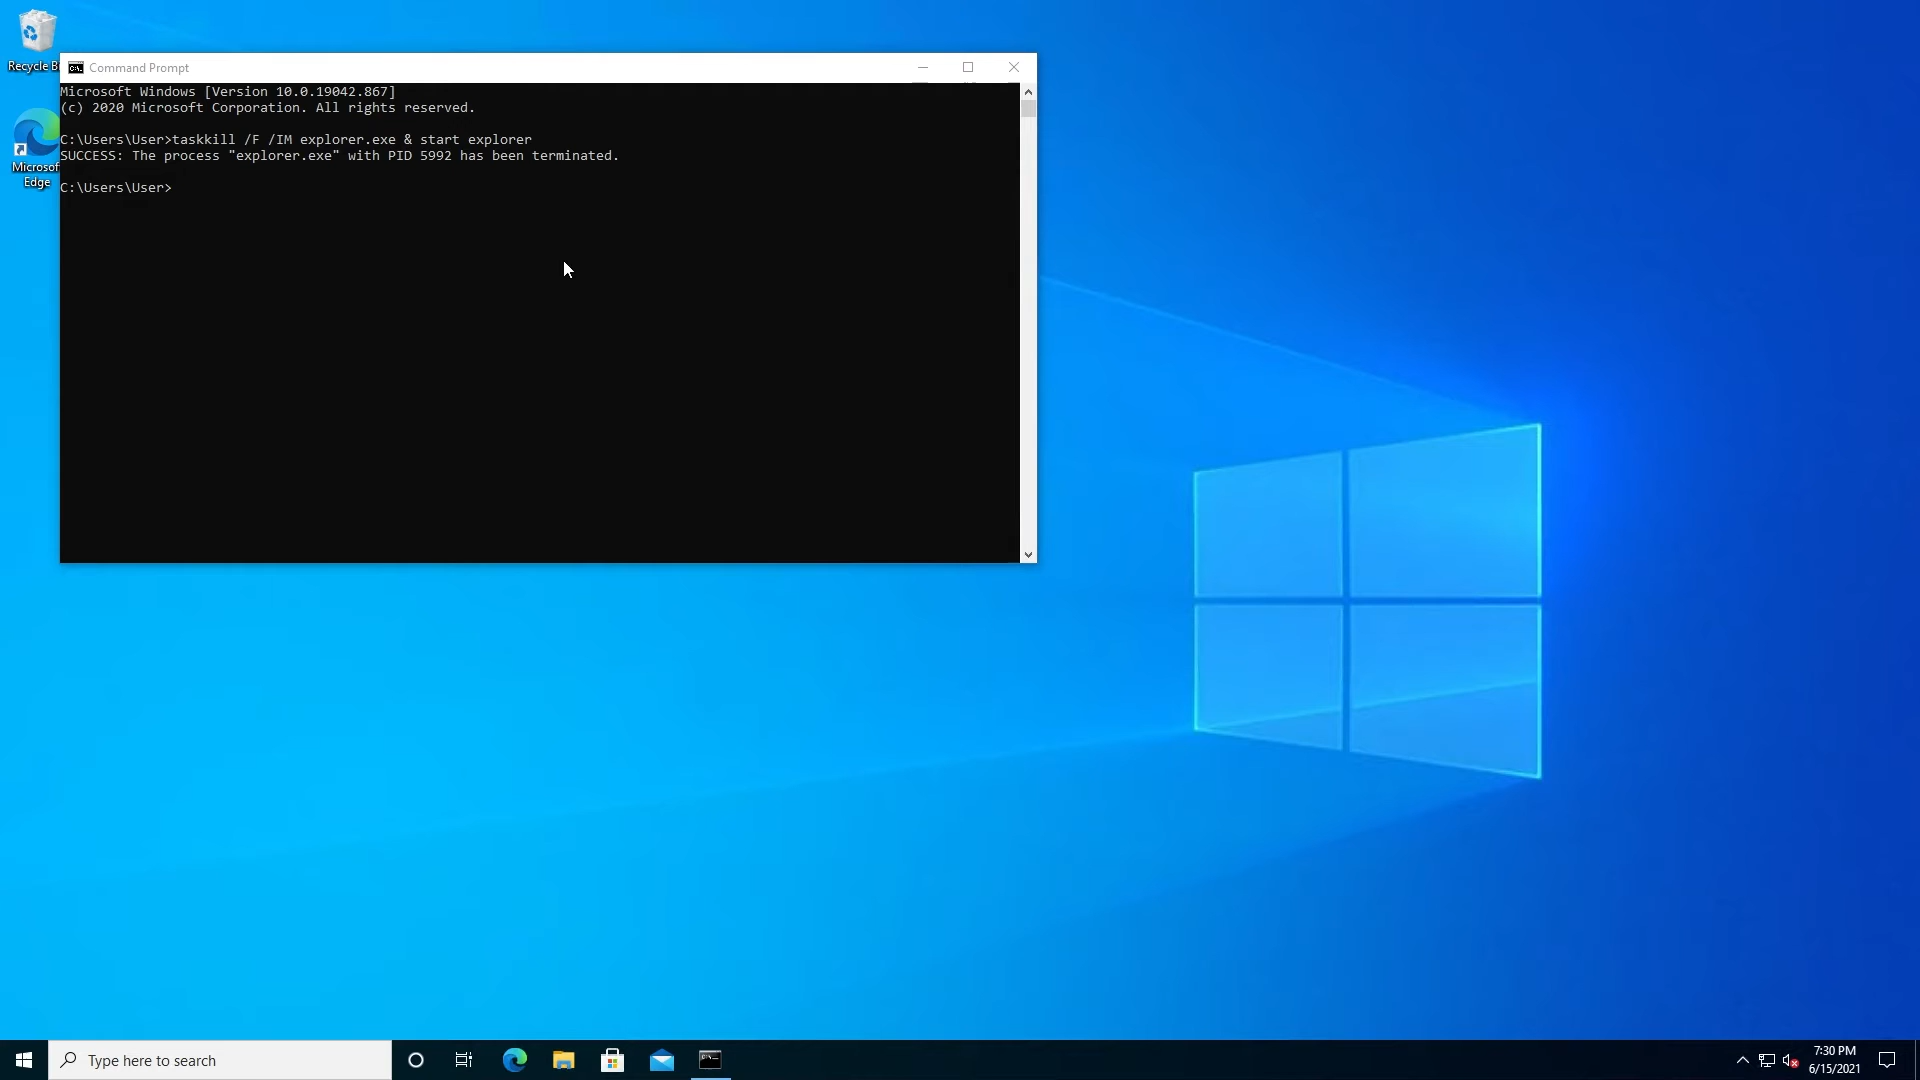 Recycle B
Microsof
Edge
Command Prompt
Microsoft Windows [Version 10.0.19042.867]
(c) 2020 Microsoft Corporation. All rights reserved.
C:\Users\User>taskkill /F /IM explorer.exe & start explorer
SUCCESS: The process "explorer.exe" with PID 5992 has been terminated.
C:\Users\User>
Type here to search
7:30 PM
6/15/2021